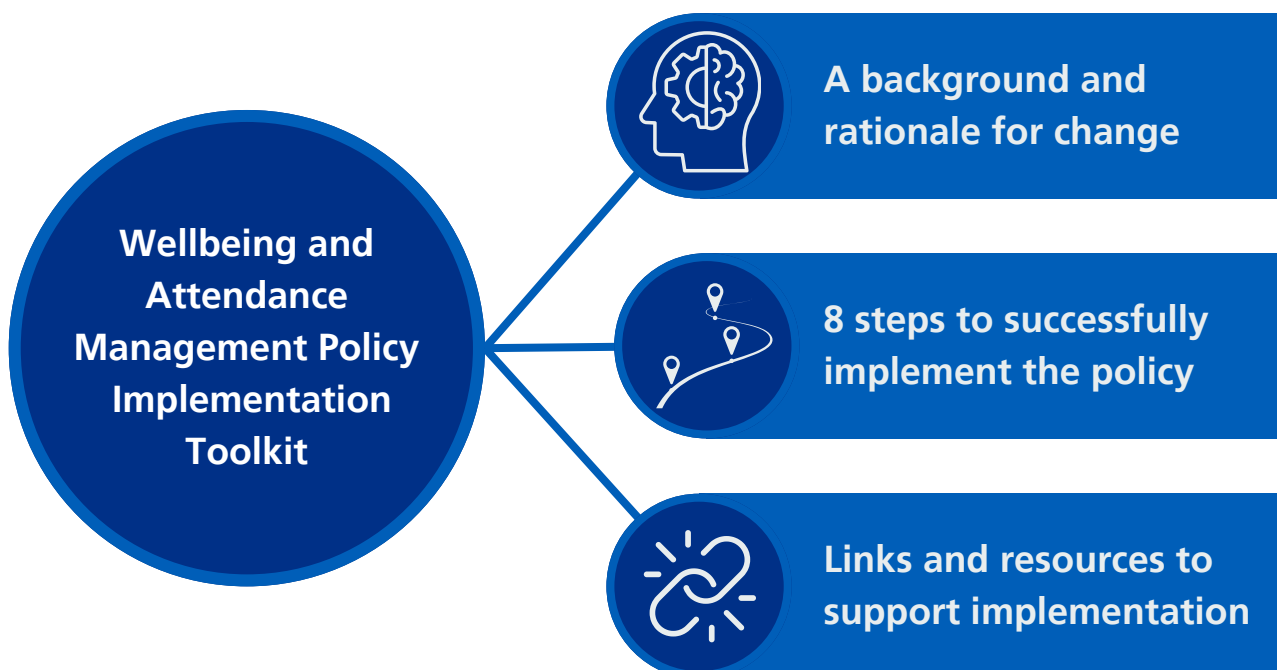 Wellbeing and
Attendance
Management Policy
Implementation
Toolkit
A background and
rationale for change
8 steps to successfully
implement the policy
Links and resources to
support implementation